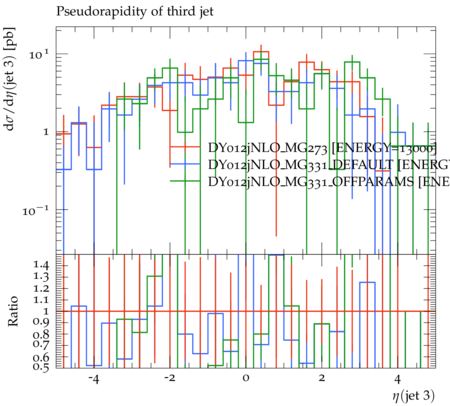 Pseudorapidity of third jet
dσ/dη(jet 3) [pb]
10¹
1
10⁻¹
DY012jNLO_MG273 [ENERGY=13000]
DY012jNLO_MG331_DEFAULT [ENERGY
DY012jNLO_MG331_OFFPARAMS [ENE
Ratio
1.4
1.3
1.2
1.1
1
0.9
0.8
0.7
0.6
0.5
-4 -2 0 2 4
η(jet 3)